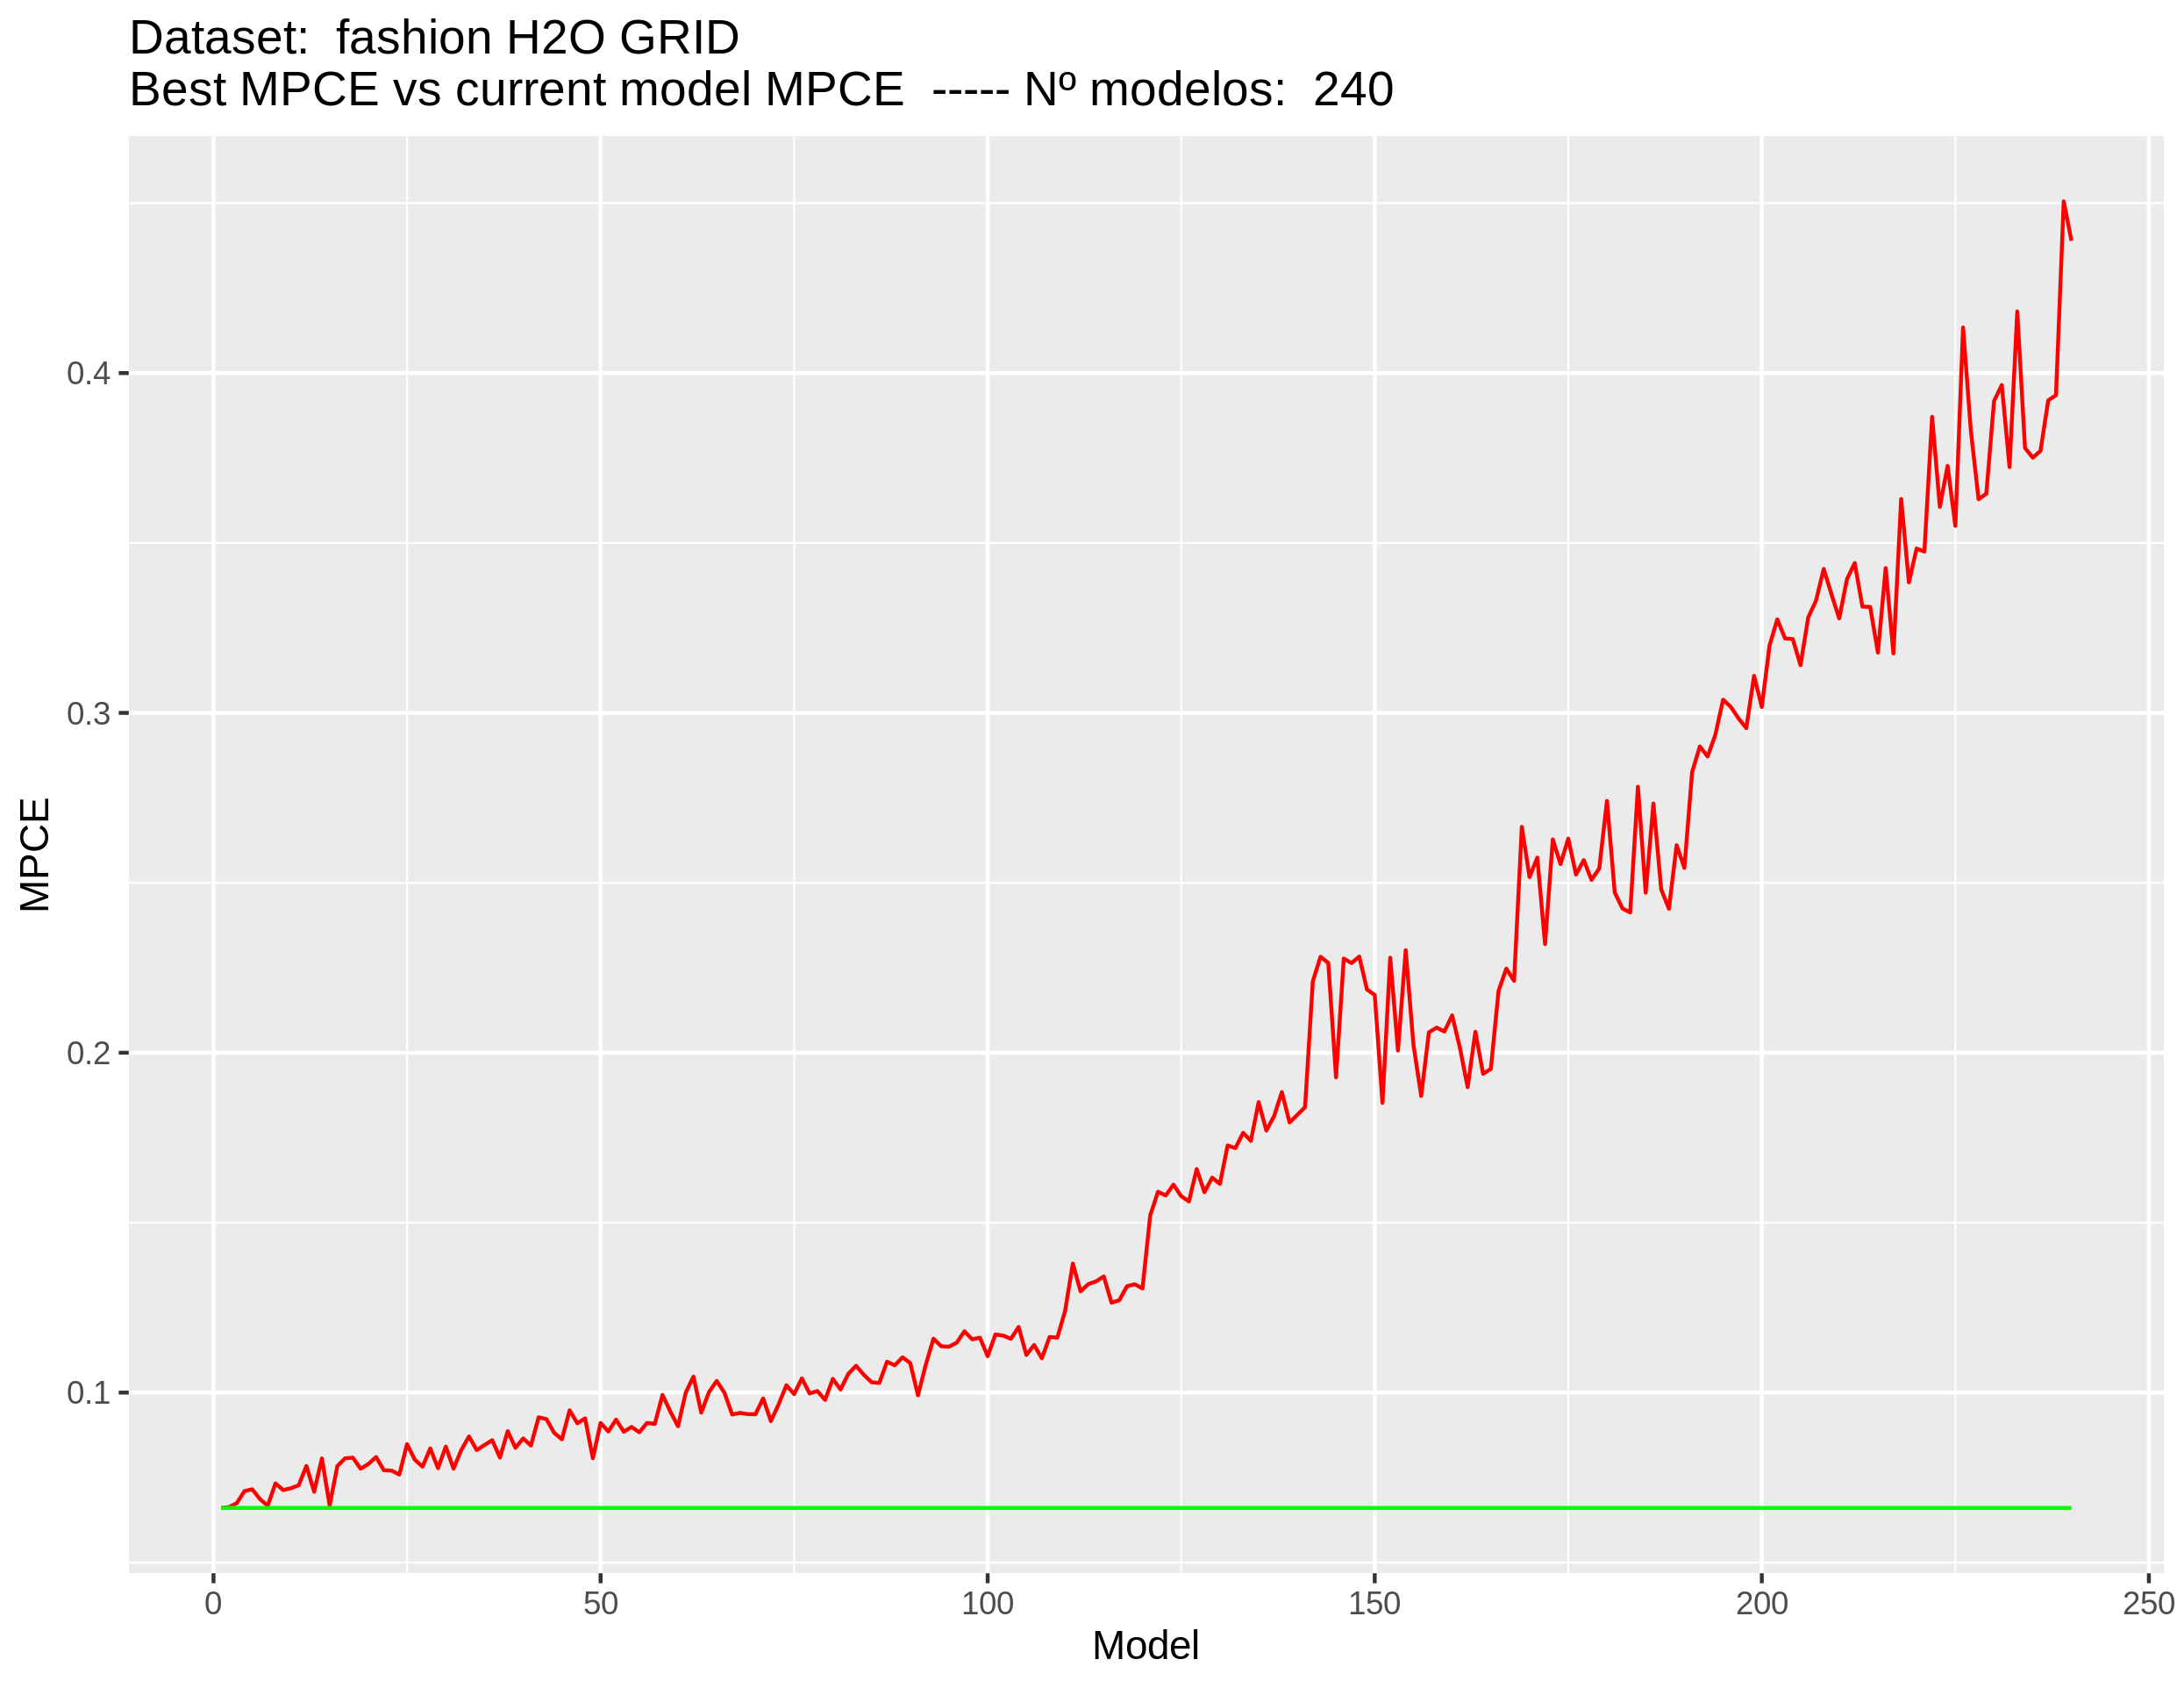 Dataset:  fashion H2O GRID
Best MPCE vs current model MPCE  ----- Nº modelos:  240
MPCE
0.4
0.3
0.2
0.1
0 50 100 150 200 250
Model